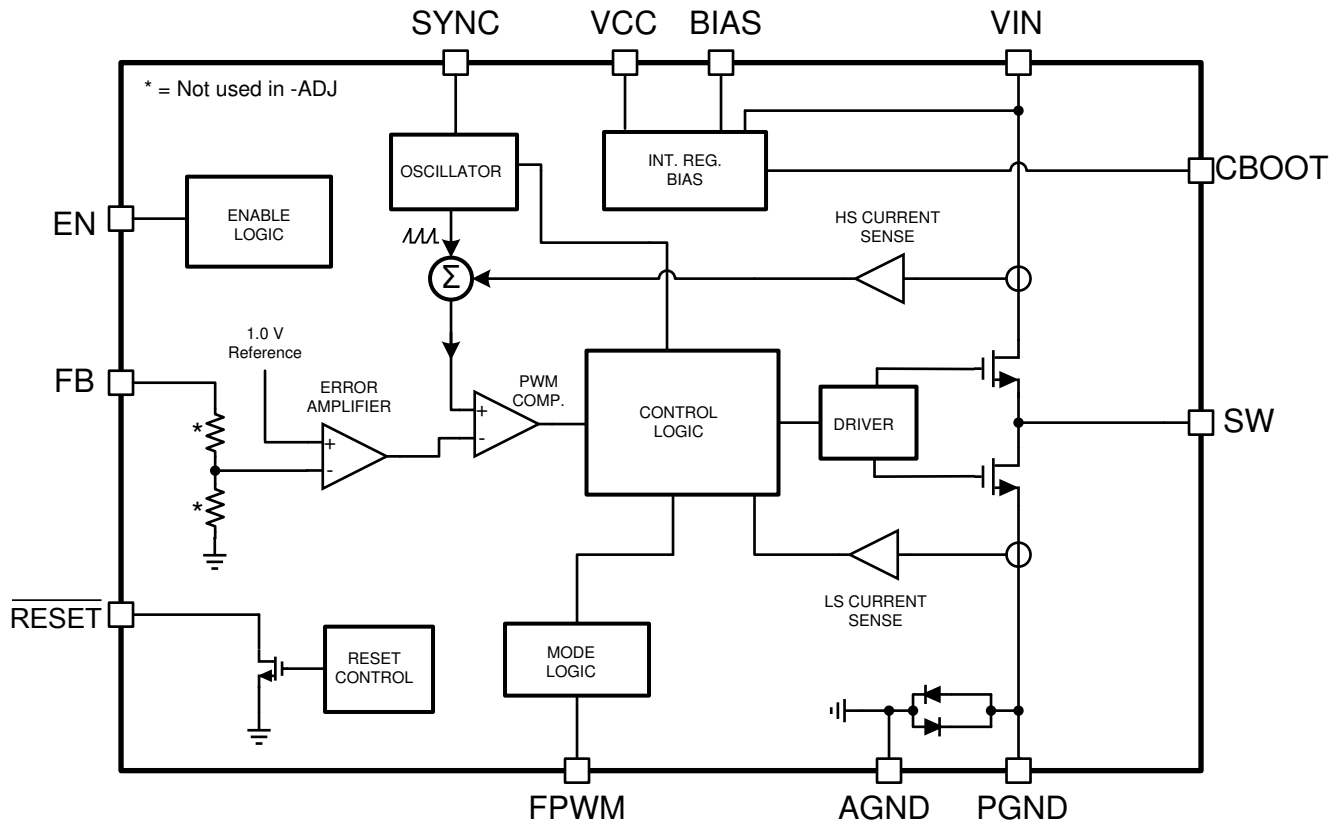 SYNC
VCC
BIAS
VIN
* = Not used in -ADJ
OSCILLATOR
INT. REG.
BIAS
CBOOT
EN
ENABLE
LOGIC
HS CURRENT
SENSE
Σ
1.0 V
Reference
FB
ERROR
AMPLIFIER
PWM
COMP.
+
-
+
-
*
*
CONTROL
LOGIC
DRIVER
SW
RESET
RESET
CONTROL
MODE
LOGIC
LS CURRENT
SENSE
FPWM
AGND
PGND